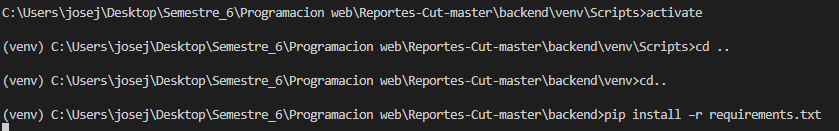 C:\Users\josej\Desktop\Semestre_6\Programacion web\Reportes-Cut-master\backend\venv\Scripts>activate
(venv) C:\Users\josej\Desktop\Semestre_6\Programacion web\Reportes-Cut-master\backend\venv\Scripts>cd ..
(venv) C:\Users\josej\Desktop\Semestre_6\Programacion web\Reportes-Cut-master\backend\venv>cd..
(venv) C:\Users\josej\Desktop\Semestre_6\Programacion web\Reportes-Cut-master\backend>pip install –r requirements.txt